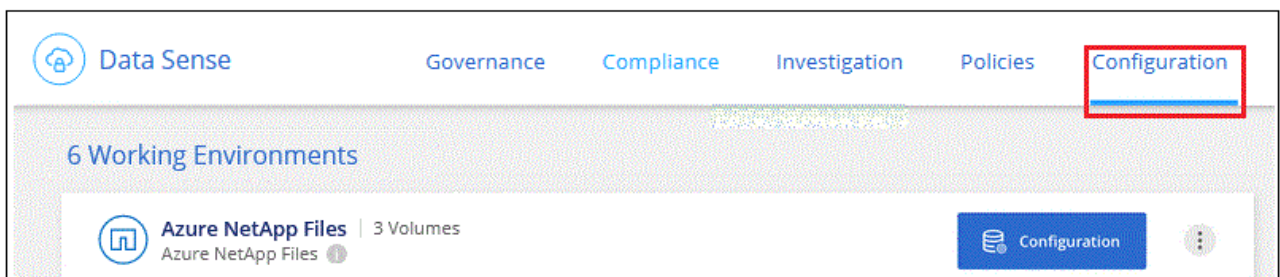 Data Sense Governance Compliance Investigation Policies Configuration
6 Working Environments
Azure NetApp Files | 3 Volumes
Azure NetApp Files
Configuration